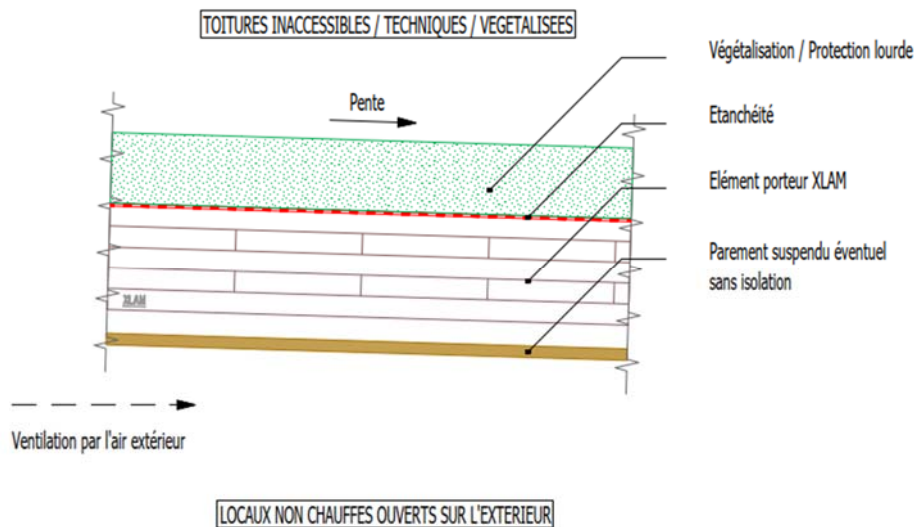 TOITURES INACCESSIBLES / TECHNIQUES / VEGETALISEES
Végétalisation / Protection lourde
Pente
Etanchéité
Elément porteur XLAM
Parement suspendu éventuel
sans isolation
XLAM
Ventilation par l'air extérieur
LOCAUX NON CHAUFFES OUVERTS SUR L'EXTERIEUR